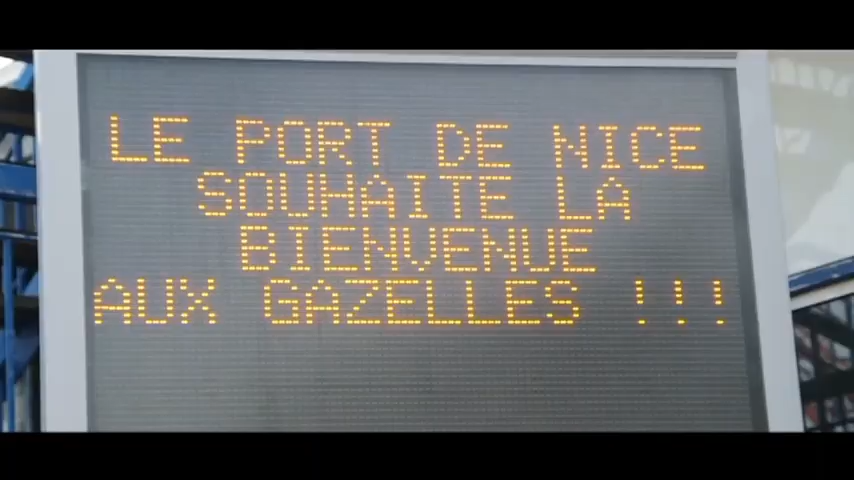 LE PORT DE NICE
SOUHAITE LA
BIENVENUE
AUX GAZELLES !!!